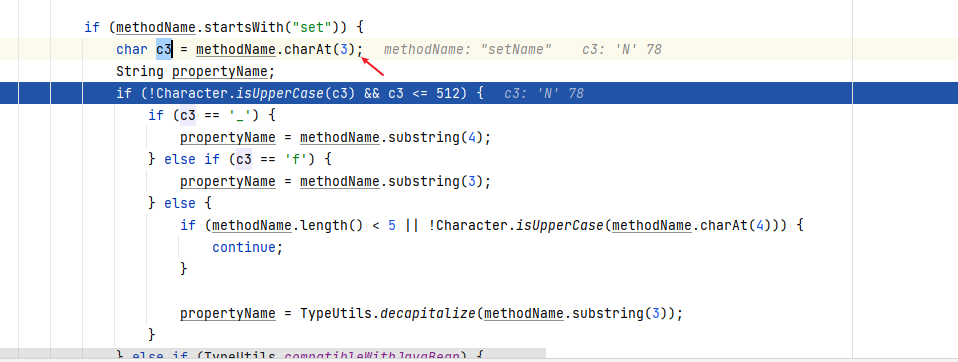 if (methodName.startsWith("set")) {
char c3 = methodName.charAt(3); methodName: "setName" c3: 'N' 78
String propertyName;
if (!Character.isUpperCase(c3) && c3 <= 512) { c3: 'N' 78
if (c3 == '_') {
propertyName = methodName.substring(4);
} else if (c3 == 'f') {
propertyName = methodName.substring(3);
} else {
if (methodName.length() < 5 || !Character.isUpperCase(methodName.charAt(4))) {
continue;
}
propertyName = TypeUtils.decapitalize(methodName.substring(3));
}
} else if (TypeUtils.compatibleWithJavaBean) {